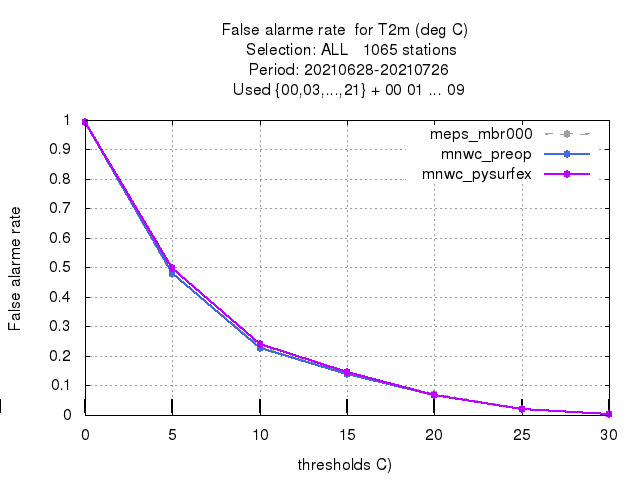 False alarme rate  for T2m (deg C)
Selection: ALL   1065 stations
Period: 20210628-20210726
Used {00,03,...,21} + 00 01 ... 09
meps_mbr000
mnwc_preop
mnwc_pysurfex
False alarme rate
1
0.9
0.8
0.7
0.6
0.5
0.4
0.3
0.2
0.1
0
0 5 10 15 20 25 30
thresholds C)